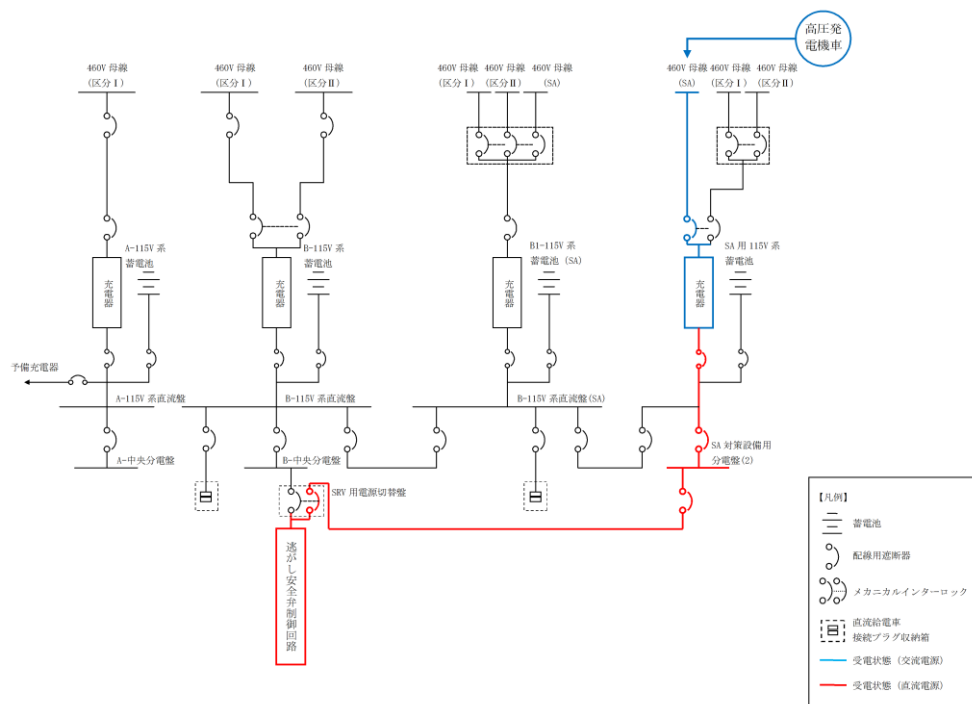 高圧発
電機車
460V 母線
(区分Ⅰ)
460V 母線
(区分Ⅰ)
460V 母線
(区分Ⅱ)
460V 母線
(区分Ⅰ)
460V 母線
(区分Ⅱ)
460V 母線
(SA)
460V 母線
(SA)
460V 母線
(区分Ⅰ)
460V 母線
(区分Ⅱ)
A-115V 系
蓄電池
充電器
B-115V 系
蓄電池
充電器
B1-115V 系
蓄電池 (SA)
充電器
SA 用 115V 系
蓄電池
充電器
予備充電器
A-115V 系直流盤
B-115V 系直流盤
B-115V 系直流盤(SA)
A-中央分電盤
B-中央分電盤
SA 対策設備用
分電盤(2)
SRV 用電源切替盤
逃がし安全弁制御回路
【凡例】
蓄電池
配線用遮断器
メカニカルインターロック
直流給電車
接続プラグ収納箱
受電状態 (交流電源)
受電状態 (直流電源)